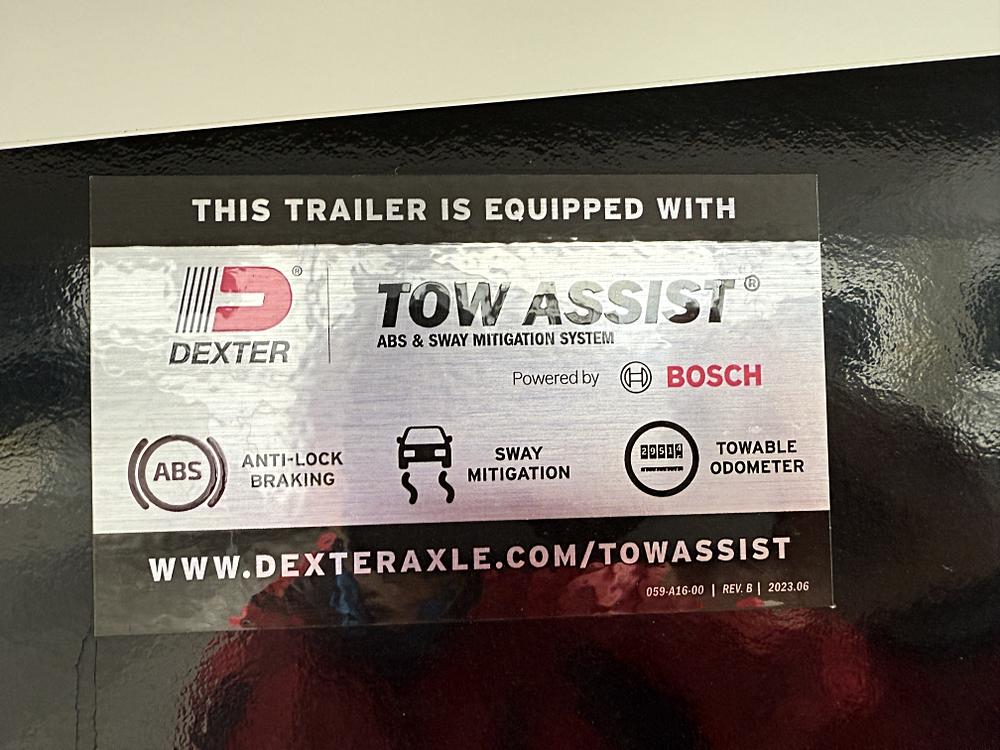 THIS TRAILER IS EQUIPPED WITH
DEXTER ®
TOW ASSIST®
ABS & SWAY MITIGATION SYSTEM
Powered by BOSCH
ABS
ANTI-LOCK
BRAKING
SWAY
MITIGATION
29514
TOWABLE
ODOMETER
WWW.DEXTERAXLE.COM/TOWASSIST
059-A16-00 | REV. B | 2023.06